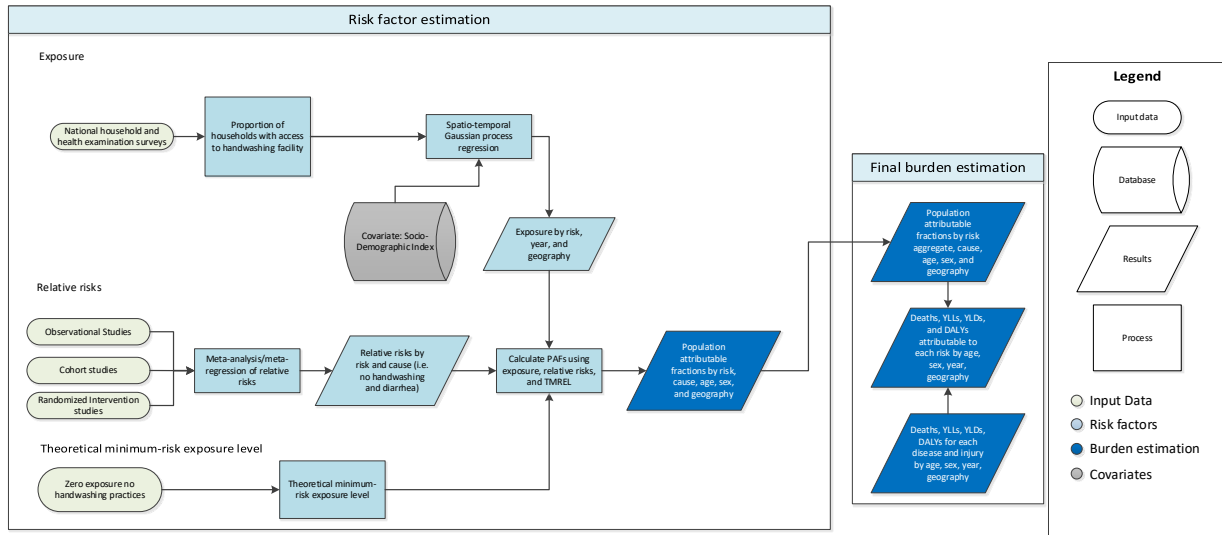 Risk factor estimation
Exposure
National household and
health examination surveys
Proportion of
households with access
to handwashing facility
Spatio-temporal
Gaussian process
regression
Covariate: Socio-
Demographic Index
Exposure by risk,
year, and
geography
Relative risks
Observational Studies
Cohort studies
Randomized Intervention
studies
Meta-analysis/meta-
regression of relative
risks
Relative risks by
risk and cause (i.e.
no handwashing
and diarrhea)
Calculate PAFs using
exposure, relative risks,
and TMREL
Population
attributable
fractions by risk,
cause, age, sex,
and geography
Theoretical minimum-risk exposure level
Zero exposure no
handwashing practices
Theoretical minimum-
risk exposure level
Final burden estimation
Population
attributable
fractions by risk
aggregate, cause,
age, sex, and
geography
Deaths, YLLs, YLDs,
and DALYs
attributable to
each risk by age,
sex, year,
geography
Deaths, YLLs, YLDs,
DALYs for each
disease and injury
by age, sex, year,
geography
Legend
Input data
Database
Results
Process
Input Data
Risk factors
Burden estimation
Covariates